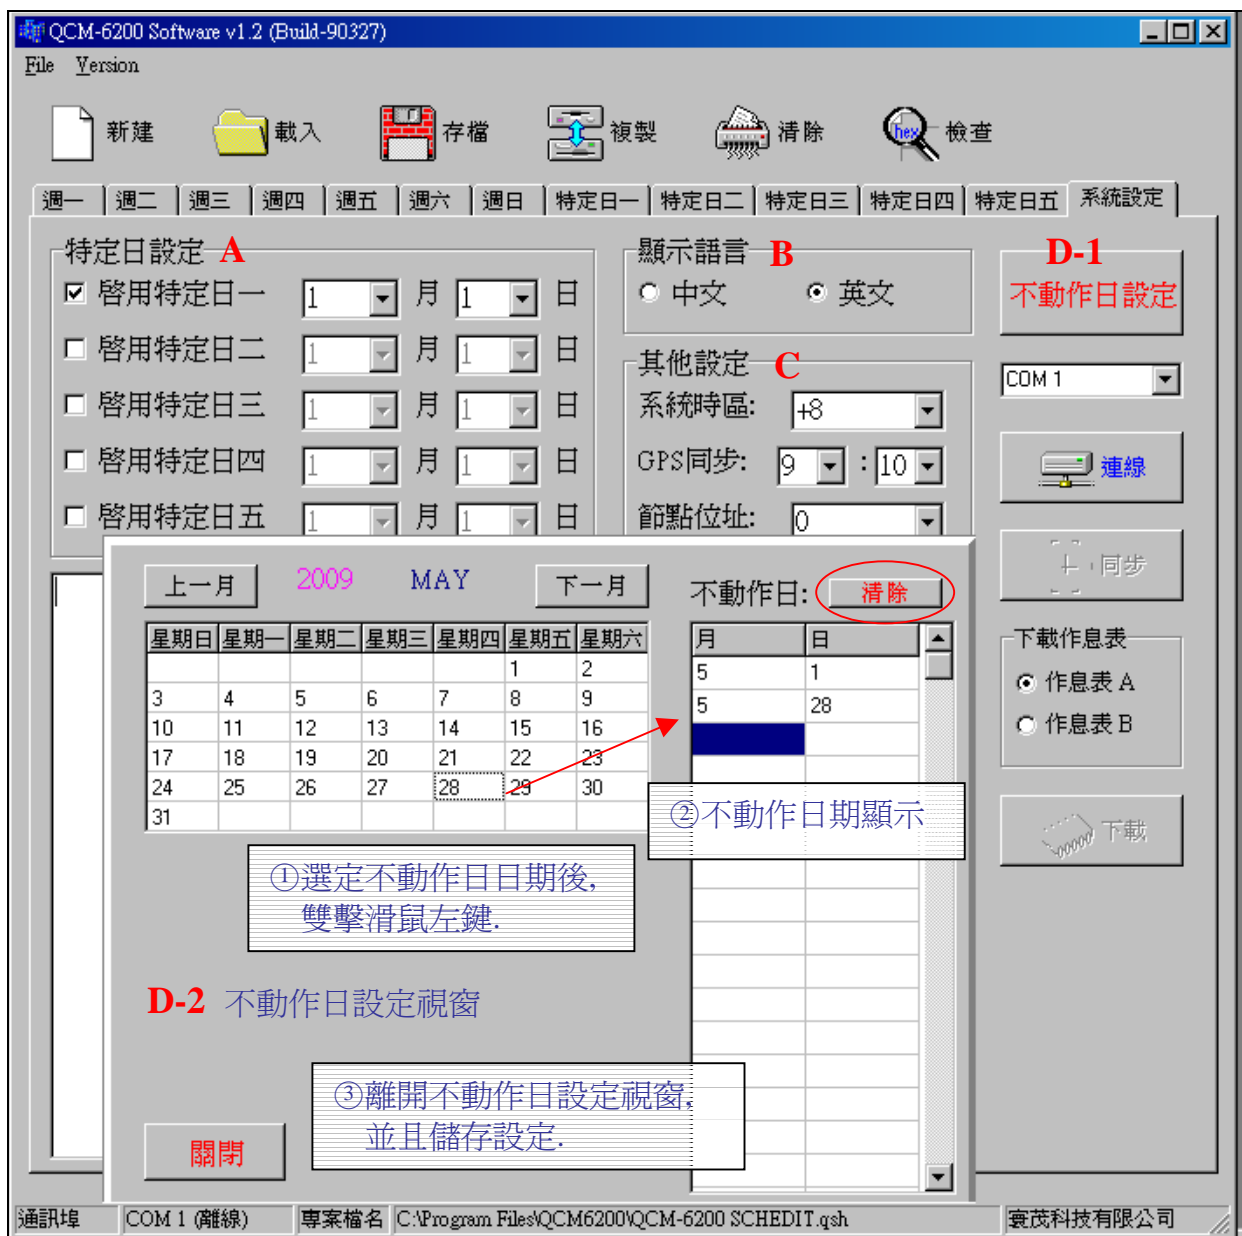 QCM-6200 Software v1.2 (Build-90327)
File Version
新建 載入 存檔 複製 清除 hex 檢查
週一 週二 週三 週四 週五 週六 週日 特定日一 特定日二 特定日三 特定日四 特定日五 系統設定
特定日設定 A
啓用特定日一 1 月 1 日
啓用特定日二 1 月 1 日
啓用特定日三 1 月 1 日
啓用特定日四 1 月 1 日
啓用特定日五 1 月 1 日
顯示語言 B
中文 英文
其他設定 C
系統時區: +8
GPS同步: 9 : 10
節點位址: 0
D-1
不動作日設定
COM 1
連線
同步
下載作息表
作息表 A
作息表 B
下載
上一月 2009 MAY 下一月
星期日 星期一 星期二 星期三 星期四 星期五 星期六
1 2
3 4 5 6 7 8 9
10 11 12 13 14 15 16
17 18 19 20 21 22 23
24 25 26 27 28 29 30
31
不動作日: 清除
月 日
5 1
5 28
②不動作日期顯示
①選定不動作日日期後,
雙擊滑鼠左鍵.
D-2 不動作日設定視窗
③離開不動作日設定視窗,
並且儲存設定.
關閉
通訊埠 COM 1 (離線) 專案檔名 C:\Program Files\QCM6200\QCM-6200 SCHEDIT.qsh 寰茂科技有限公司